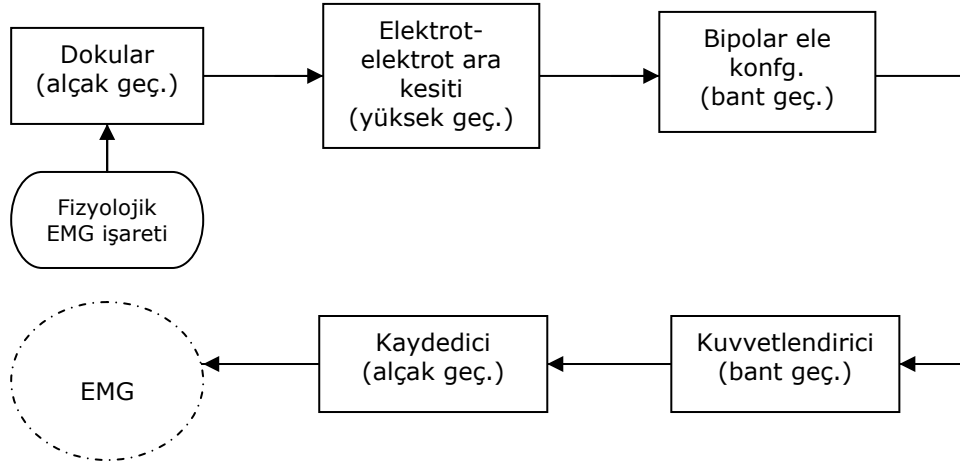 Dokular
(alçak geç.)
Elektrot-
elektrot ara
kesiti
(yüksek geç.)
Bipolar ele
konfg.
(bant geç.)
Fizyolojik
EMG işareti
EMG
Kaydedici
(alçak geç.)
Kuvvetlendirici
(bant geç.)